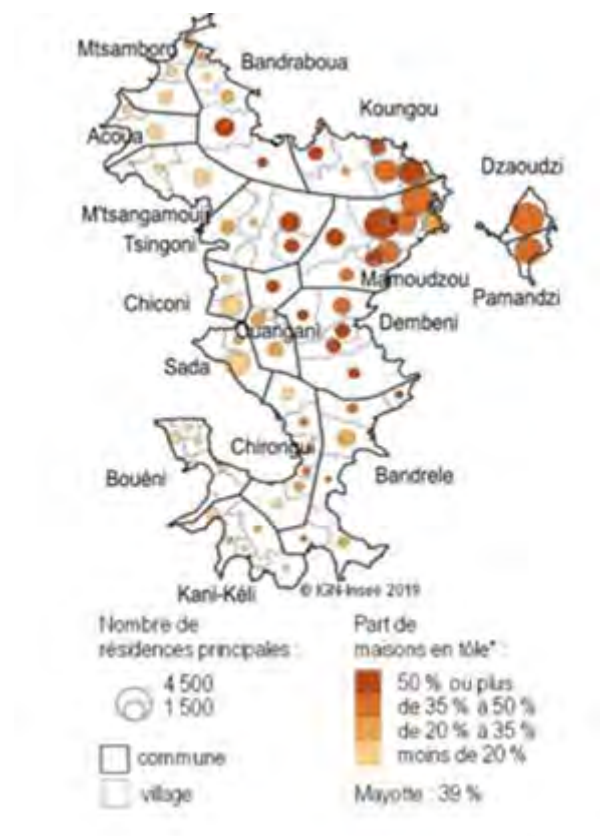 Mtsamboro
Bandraboua
Koungou
Acoua
Dzaoudzi
M'tsangamouji
Tsingoni
Mamoudzou
Pamandzi
Chiconi
Ouangani
Dembeni
Sada
Chirongui
Bouéni
Bandrele
Kani-Kéli
© IGN-Insee 2019
Nombre de
résidences principales :
4 500
1 500
commune
village
Part de
maisons en tôle* :
50 % ou plus
de 35 % à 50 %
de 20 % à 35 %
moins de 20 %
Mayotte : 39 %